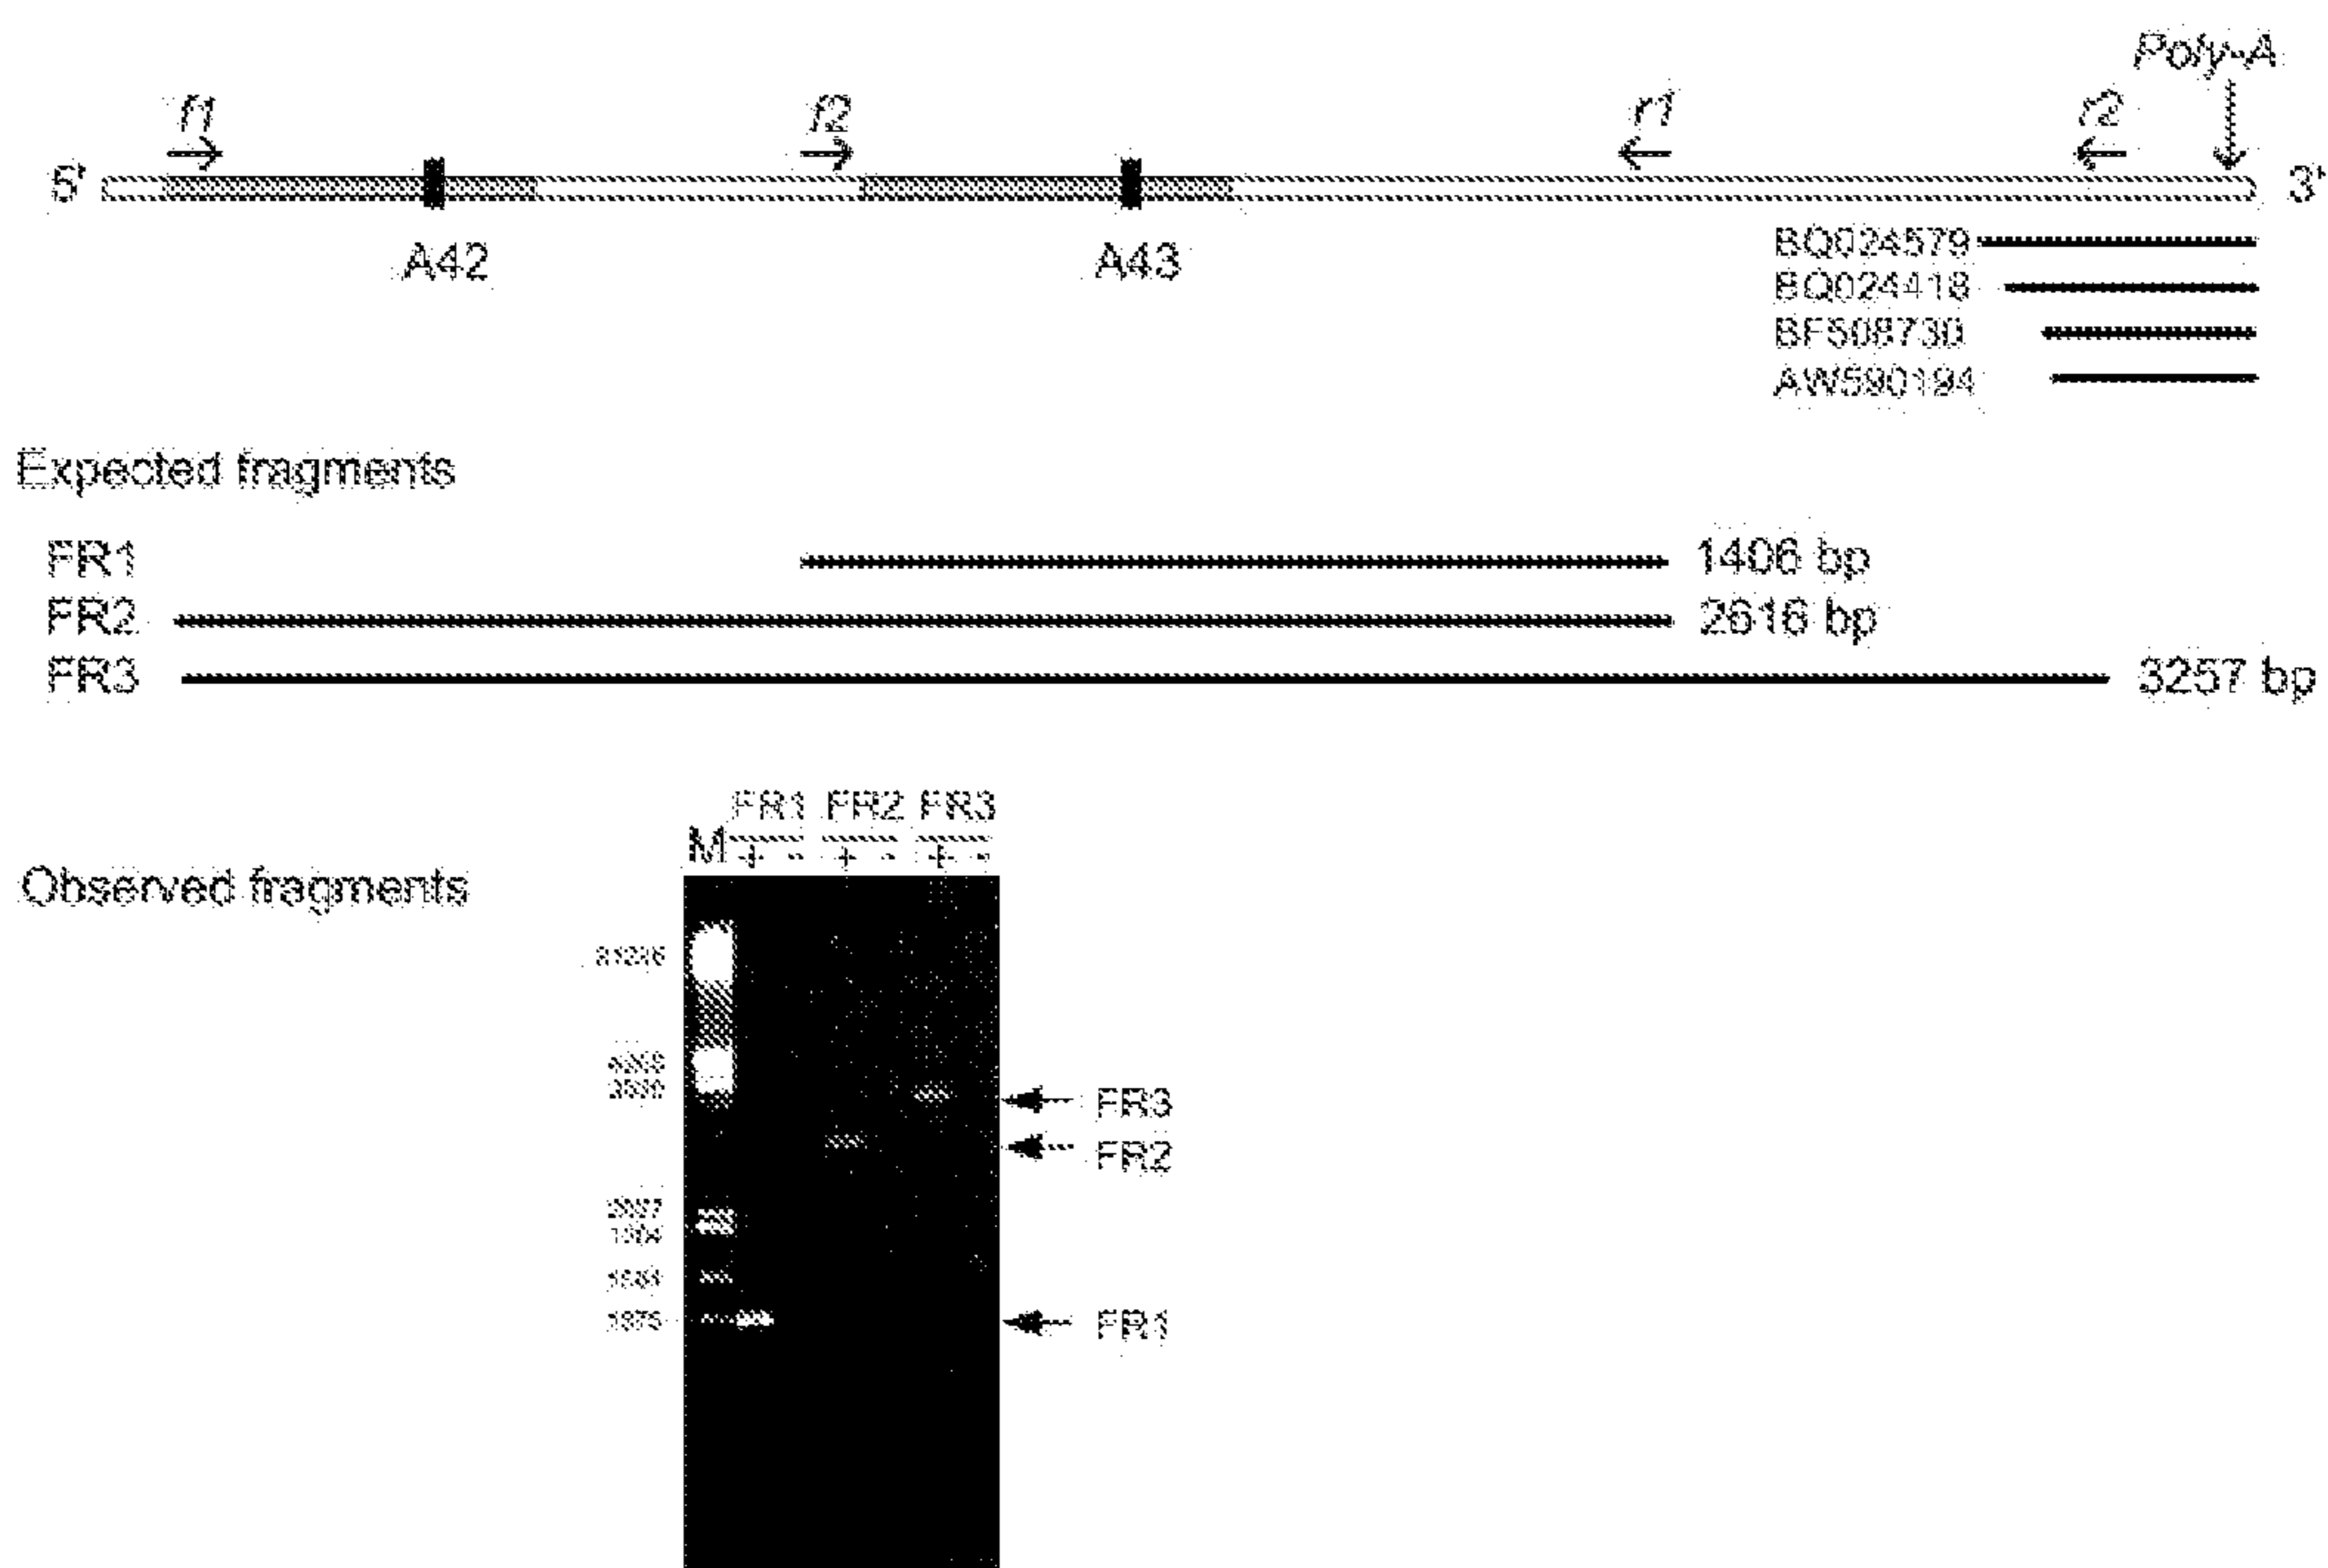 Poly-A
f1 f2 r1 r2
5' 3'
A42 A43
BQ024579
BQ024418
BF508730
AW590194
Expected fragments
FR1 1406 bp
FR2 2616 bp
FR3 3257 bp
FR1 FR2 FR3
M + - + - + -
Observed fragments
FR3
FR2
FR1